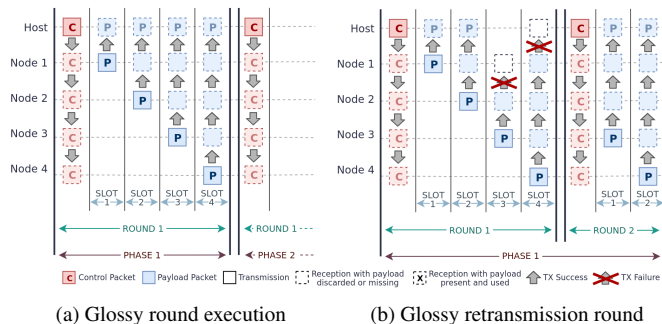 Host C P P P P C
Node 1 C P C
Node 2 C P C
Node 3 C P C
Node 4 C P C
SLOT 1 SLOT 2 SLOT 3 SLOT 4
ROUND 1 ROUND 1
PHASE 1 PHASE 2
Host C P P C P P
Node 1 C P C
Node 2 C P C
Node 3 C P C P
Node 4 C P C P
SLOT 1 SLOT 2 SLOT 3 SLOT 4 SLOT 1 SLOT 2
ROUND 1 ROUND 2
PHASE 1
C Control Packet Payload Packet Transmission Reception with payload discarded or missing X Reception with payload present and used TX Success TX Failure
(a) Glossy round execution
(b) Glossy retransmission round